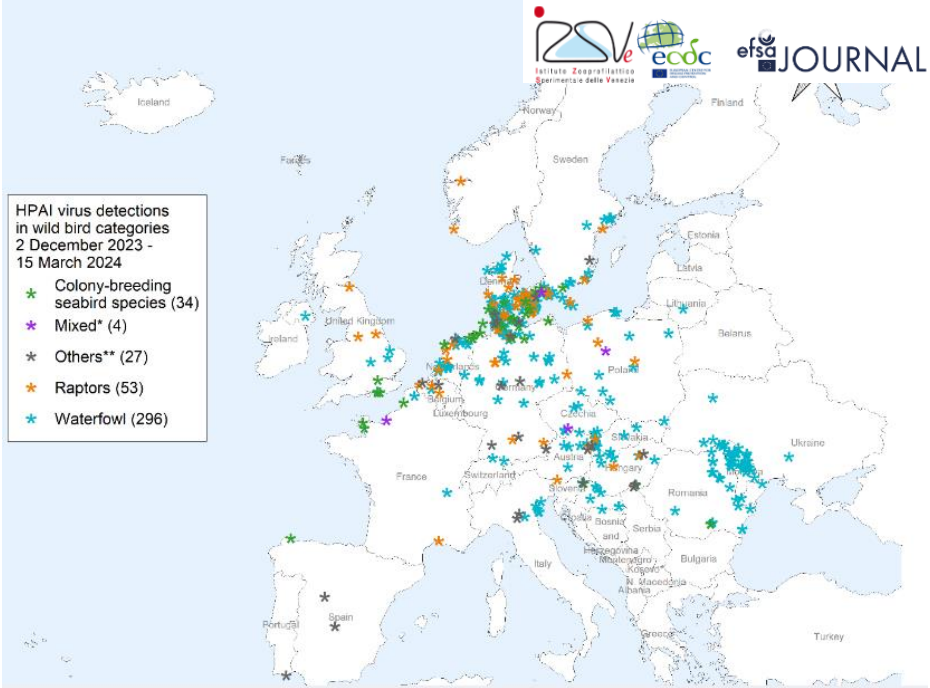 IZSVe
Istituto Zooprofilattico
Sperimentale delle Venezie
ecdc
efsa JOURNAL
Iceland
Finland
Norway
Faroes
Sweden
Estonia
Latvia
Lithuania
Belarus
United Kingdom
Ireland
Netherlands
Belgium
Luxembourg
Germany
Poland
Czechia
Slovakia
Ukraine
France
Switzerland
Austria
Hungary
Slovenia
Romania
Croatia
Bosnia
and
Herzegovina
Serbia
Montenegro
Kosovo*
Bulgaria
N. Macedonia
Albania
Italy
Greece
Turkey
Portugal
Spain
HPAI virus detections
in wild bird categories
2 December 2023 -
15 March 2024
Colony-breeding
seabird species (34)
Mixed* (4)
Others** (27)
Raptors (53)
Waterfowl (296)